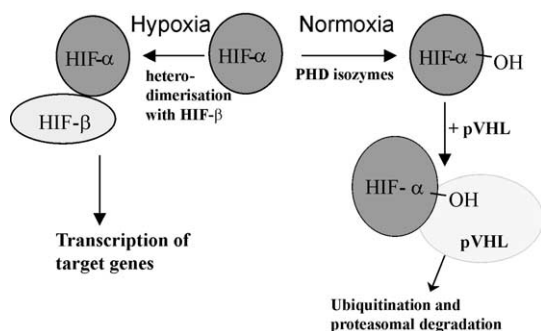 Hypoxia
Normoxia
HIF-α
HIF-α
HIF-α
OH
hetero-
dimerisation
with HIF-β
PHD isozymes
HIF-β
+ pVHL
HIF- α
OH
pVHL
Transcription of
target genes
Ubiquitination and
proteasomal degradation